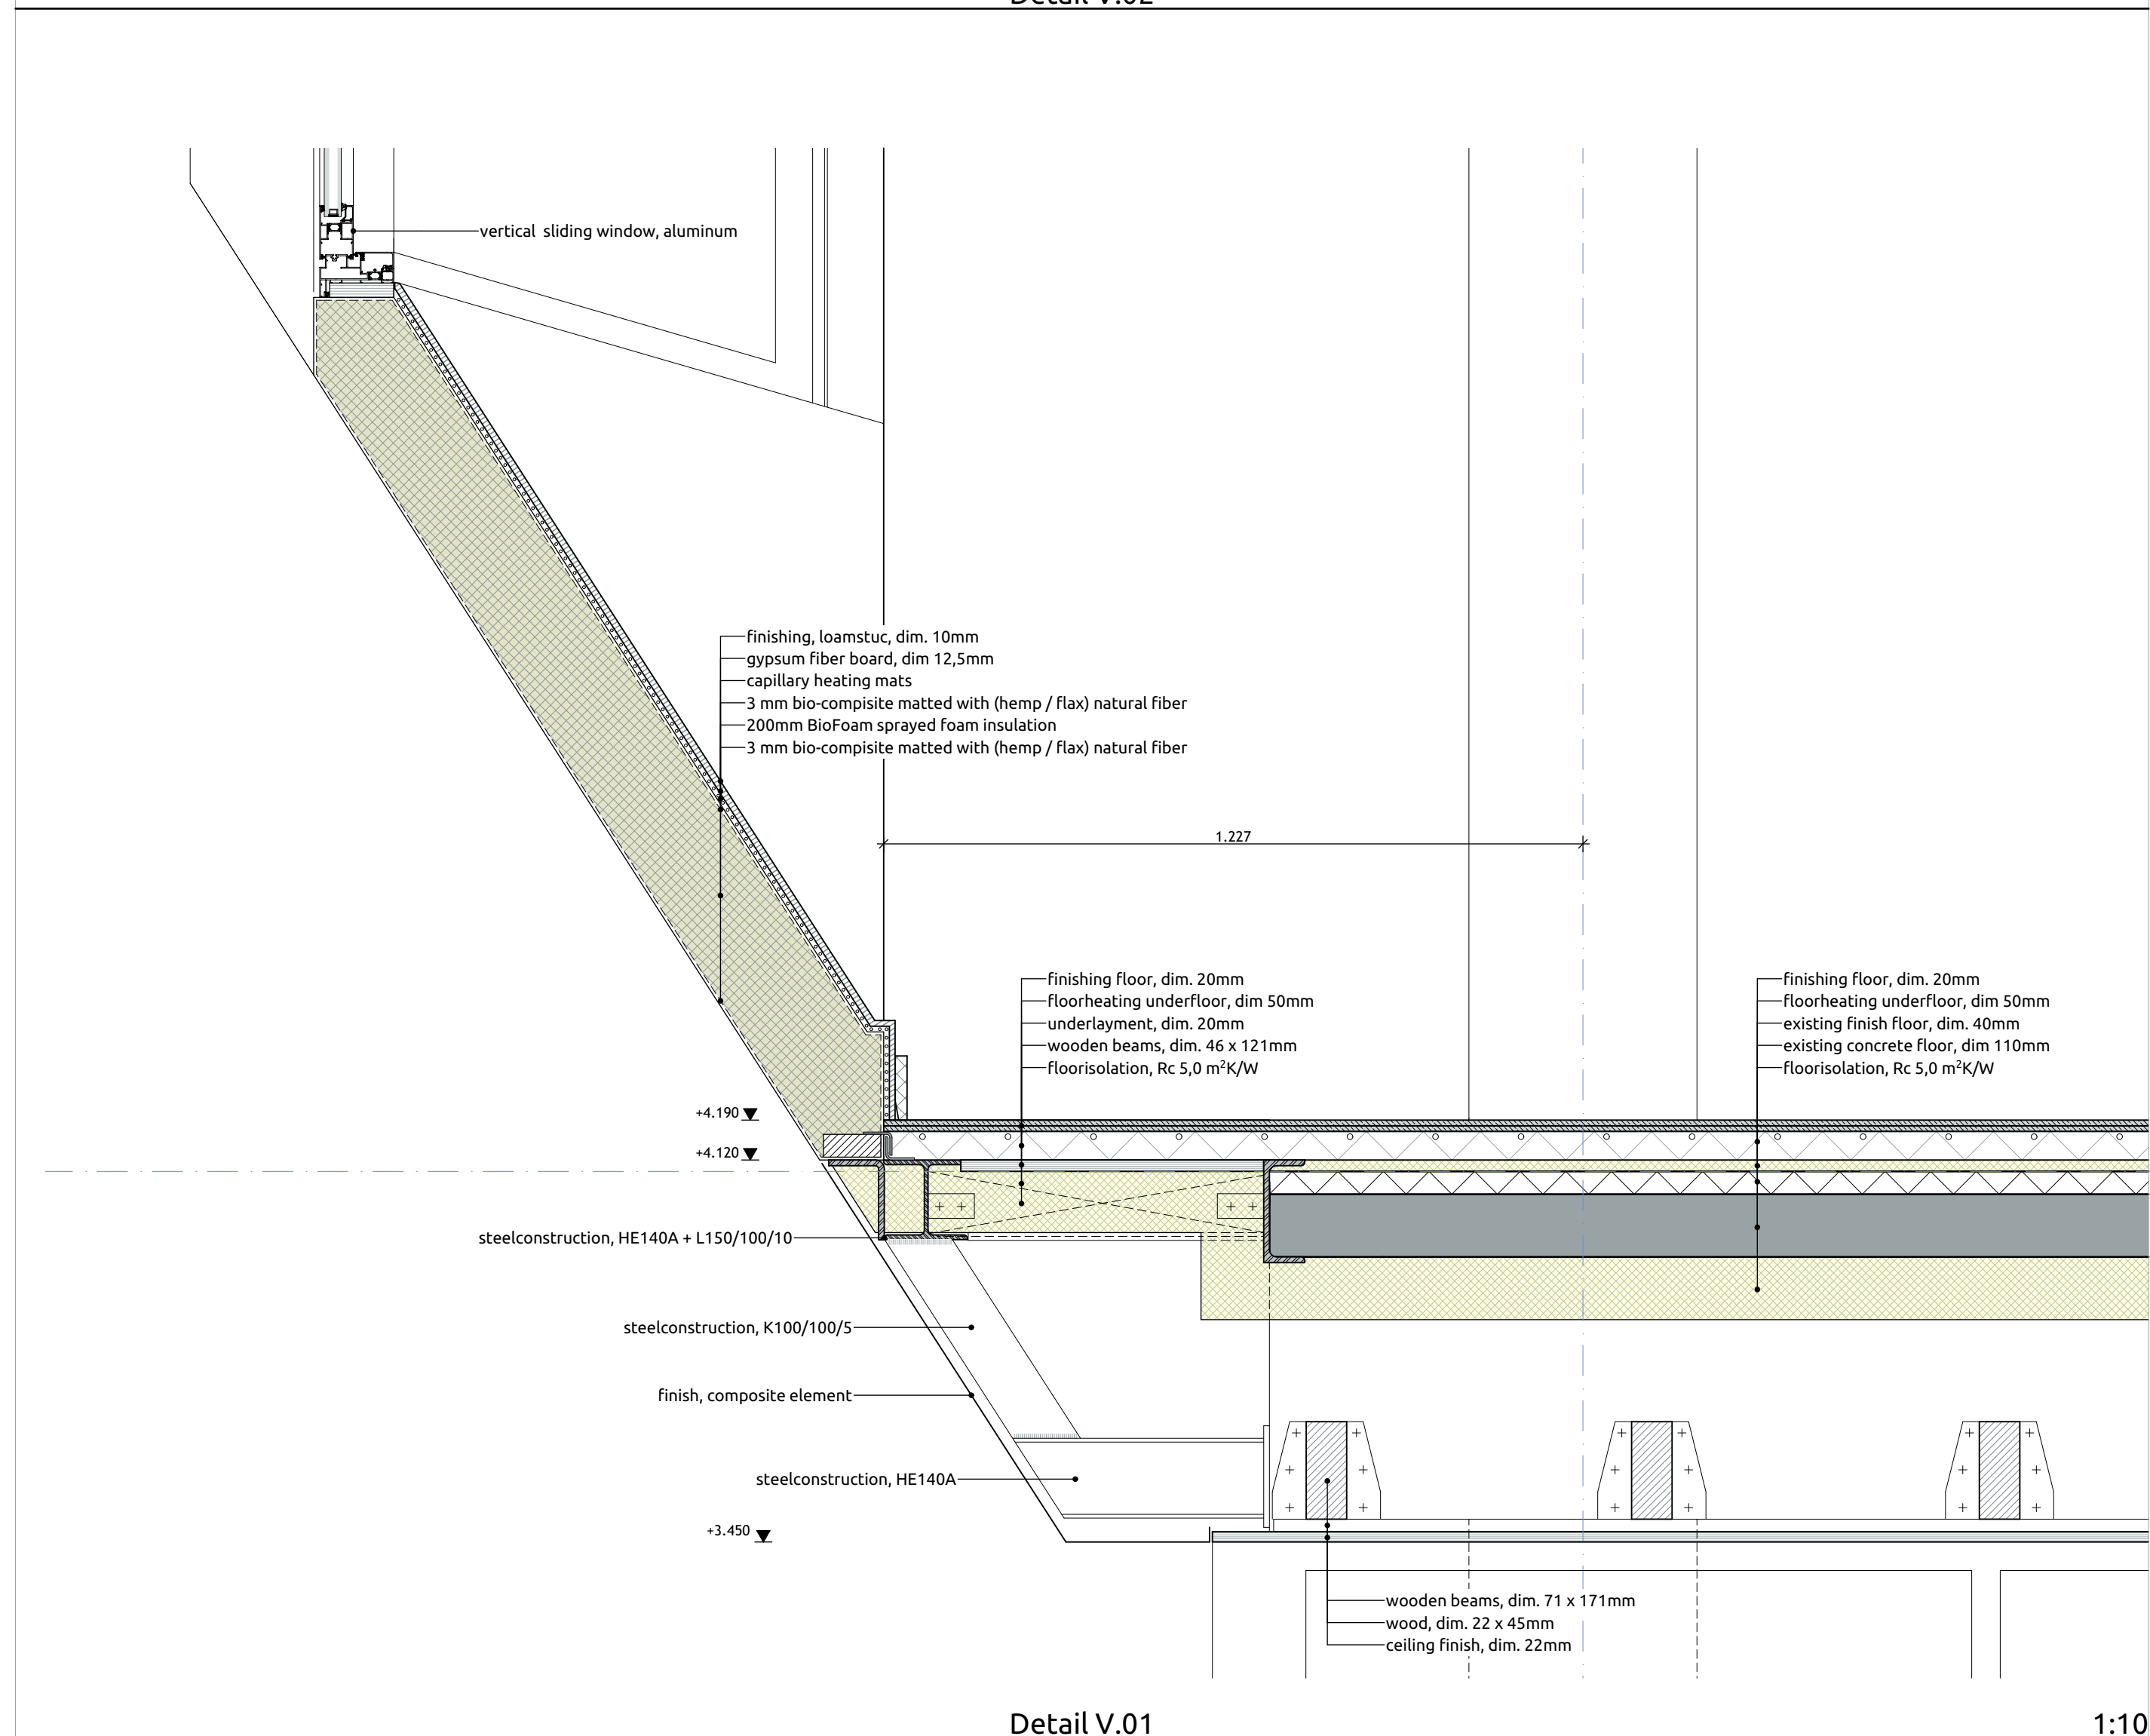 Detail V.02
vertical sliding window, aluminum
finishing, loamstuc, dim. 10mm
gypsum fiber board, dim 12,5mm
capillary heating mats
3 mm bio-compisite matted with (hemp / flax) natural fiber
200mm BioFoam sprayed foam insulation
3 mm bio-compisite matted with (hemp / flax) natural fiber
1.227
finishing floor, dim. 20mm
floorheating underfloor, dim 50mm
underlayment, dim. 20mm
wooden beams, dim. 46 x 121mm
floorisolation, Rc 5,0 m²K/W
finishing floor, dim. 20mm
floorheating underfloor, dim 50mm
existing finish floor, dim. 40mm
existing concrete floor, dim 110mm
floorisolation, Rc 5,0 m²K/W
+4.190
+4.120
steelconstruction, HE140A + L150/100/10
steelconstruction, K100/100/5
finish, composite element
steelconstruction, HE140A
+3.450
wooden beams, dim. 71 x 171mm
wood, dim. 22 x 45mm
ceiling finish, dim. 22mm
Detail V.01
1:10